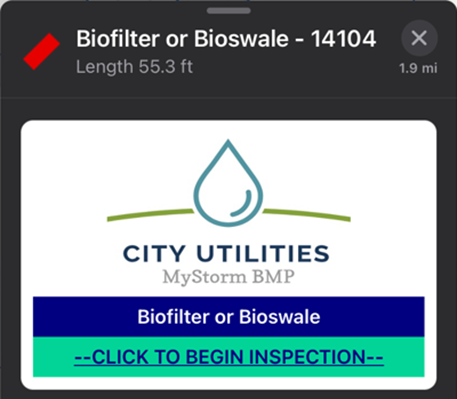 Biofilter or Bioswale - 14104
Length 55.3 ft
1.9 mi
CITY UTILITIES
MyStorm BMP
Biofilter or Bioswale
--CLICK TO BEGIN INSPECTION--